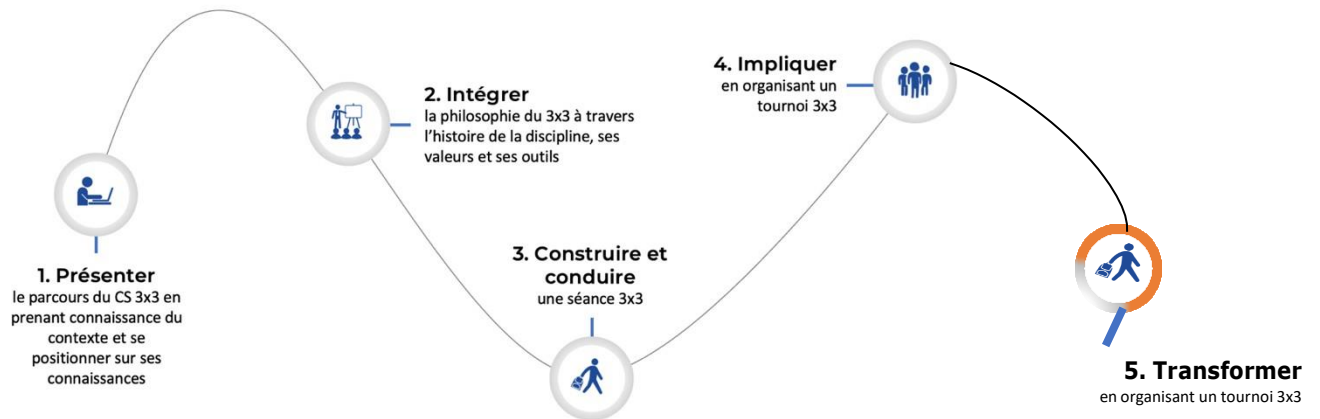 1. Présenter
le parcours du CS 3x3 en
prenant connaissance du
contexte et se
positionner sur ses
connaissances
2. Intégrer
la philosophie du 3x3 à travers
l'histoire de la discipline, ses
valeurs et ses outils
3. Construire et
conduire
une séance 3x3
4. Impliquer
en organisant un
tournoi 3x3
5. Transformer
en organisant un tournoi 3x3